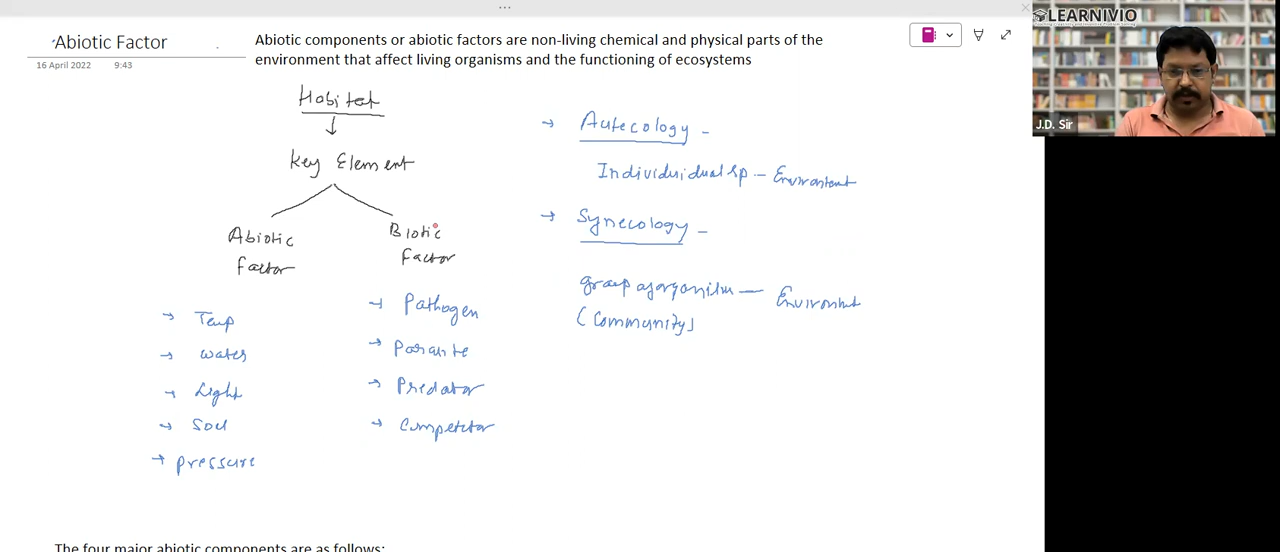 Abiotic Factor
16 April 2022 9:43
Abiotic components or abiotic factors are non-living chemical and physical parts of the
environment that affect living organisms and the functioning of ecosystems
Habitat
Key Element
Abiotic
Factor
Biotic
Factor
→ Temp
→ water
→ Light
→ Soil
→ pressure
→ Pathogen
→ Parasite
→ Predator
→ Competitor
→ Autecology -
Individuidual sp - Environtent
→ Synecology -
group of organism - Environment
(Community)
The four major abiotic components are as follows:
LEARNIVIO
J.D. Sir